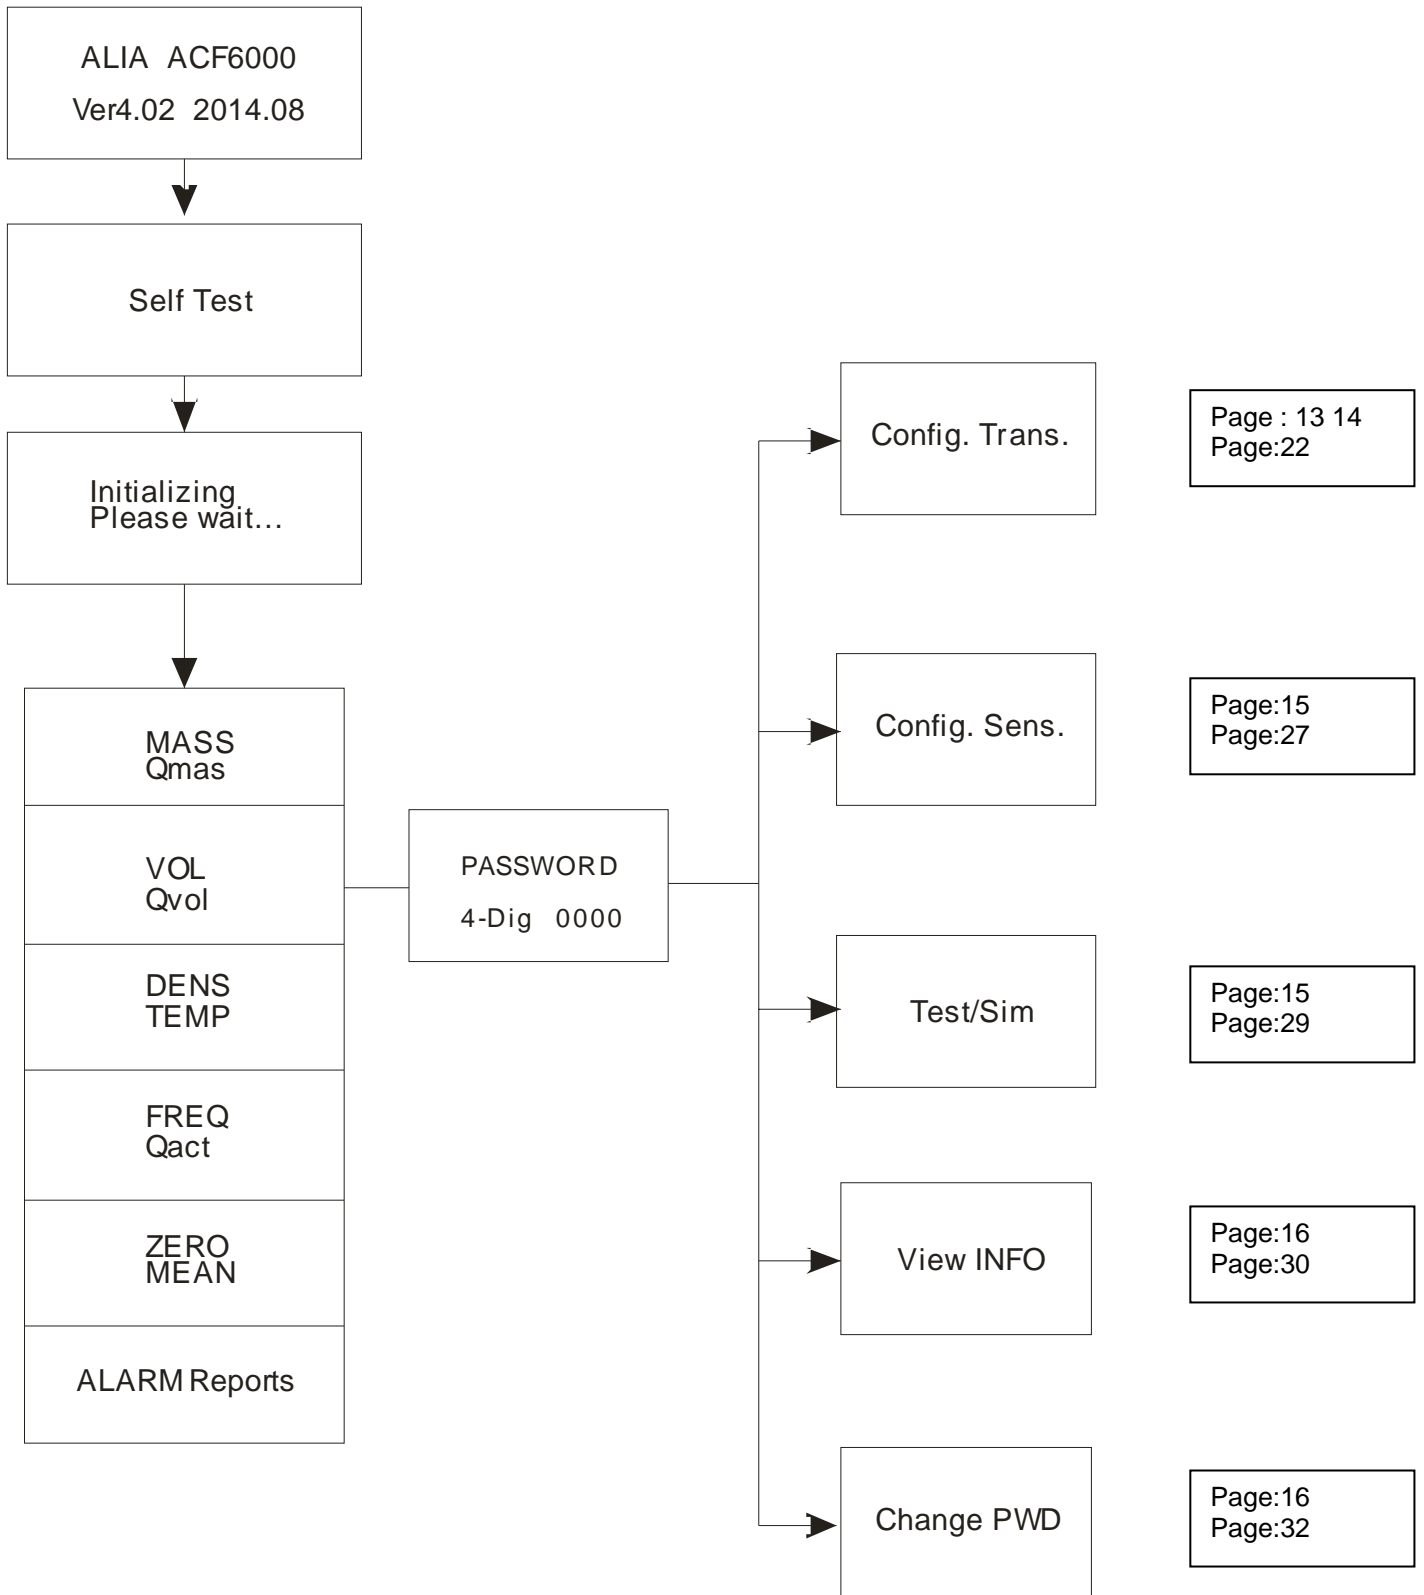 ALIA ACF6000
Ver4.02 2014.08
Self Test
Initializing
Please wait...
MASS
Qmas
VOL
Qvol
DENS
TEMP
FREQ
Qact
ZERO
MEAN
ALARM Reports
PASSWORD
4-Dig 0000
Config. Trans.
Page : 13 14
Page:22
Config. Sens.
Page:15
Page:27
Test/Sim
Page:15
Page:29
View INFO
Page:16
Page:30
Change PWD
Page:16
Page:32